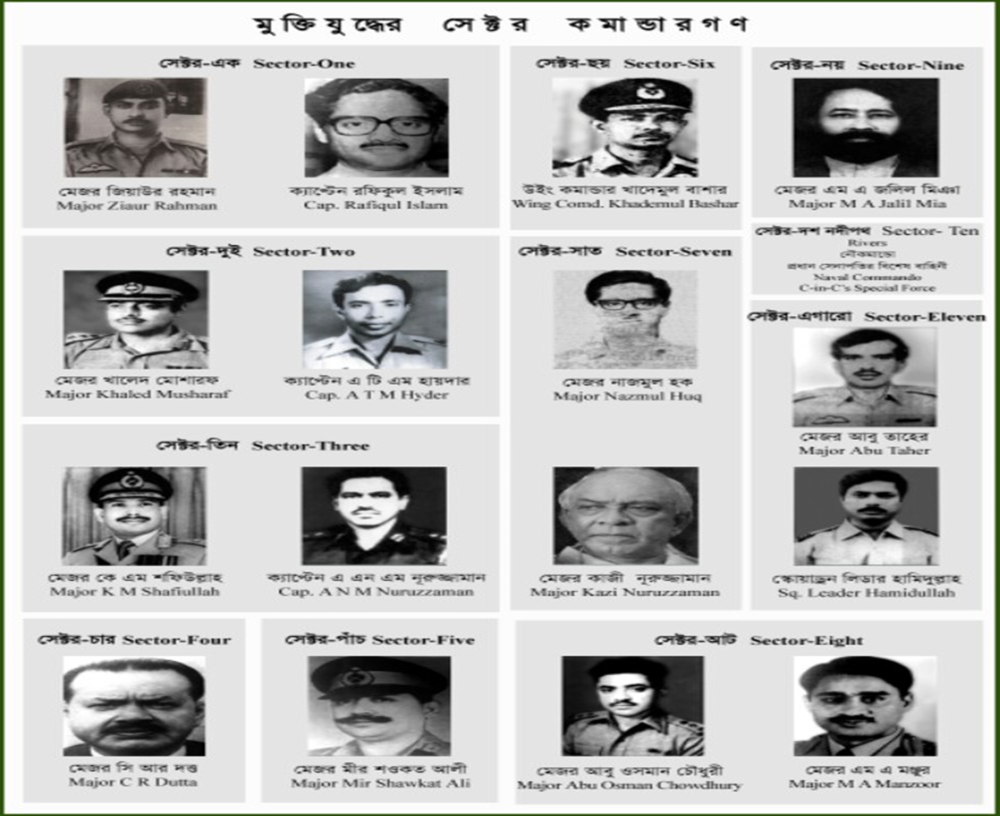 মুক্তিযুদ্ধের সেক্টর কমান্ডারগণ
সেক্টর-এক Sector-One
মেজর জিয়াউর রহমান
Major Ziaur Rahman
ক্যাপ্টেন রফিকুল ইসলাম
Cap. Rafiqul Islam
সেক্টর-দুই Sector-Two
মেজর খালেদ মোশারফ
Major Khaled Musharaf
ক্যাপ্টেন এ টি এম হায়দার
Cap. A T M Hyder
সেক্টর-তিন Sector-Three
মেজর কে এম শফিউল্লাহ
Major K M Shafiullah
ক্যাপ্টেন এ এন এম নূরুজ্জামান
Cap. A N M Nuruzzaman
সেক্টর-চার Sector-Four
মেজর সি আর দত্ত
Major C R Dutta
সেক্টর-পাঁচ Sector-Five
মেজর মীর শওকত আলী
Major Mir Shawkat Ali
সেক্টর-ছয় Sector-Six
উইং কমান্ডার খাদেমুল বাশার
Wing Comd. Khademul Bashar
সেক্টর-সাত Sector-Seven
মেজর নাজমুল হক
Major Nazmul Huq
মেজর কাজী নূরুজ্জামান
Major Kazi Nuruzzaman
সেক্টর-আট Sector-Eight
মেজর আবু ওসমান চৌধুরী
Major Abu Osman Chowdhury
মেজর এম এ মঞ্জুর
Major M A Manzoor
সেক্টর-নয় Sector-Nine
মেজর এম এ জলিল মিঞা
Major M A Jalil Mia
সেক্টর-দশ নদীপথ Sector- Ten
Rivers
নৌকমান্ডো
প্রধান সেনাপতির বিশেষ বাহিনী
Naval Commando
C-in-C's Special Force
সেক্টর-এগারো Sector-Eleven
মেজর আবু তাহের
Major Abu Taher
স্কোয়াড্রন লিডার হামিদুল্লাহ
Sq. Leader Hamidullah